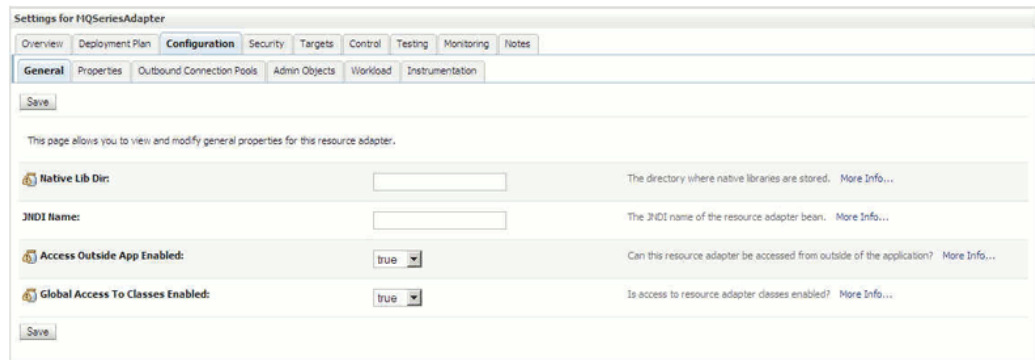 Settings for MQSeriesAdapter
Overview Deployment Plan Configuration Security Targets Control Testing Monitoring Notes
General Properties Outbound Connection Pools Admin Objects Workload Instrumentation
Save
This page allows you to view and modify general properties for this resource adapter.
Native Lib Dir: The directory where native libraries are stored. More Info...
JNDI Name: The JNDI name of the resource adapter bean. More Info...
Access Outside App Enabled: true Can this resource adapter be accessed from outside of the application? More Info...
Global Access To Classes Enabled: true Is access to resource adapter classes enabled? More Info...
Save